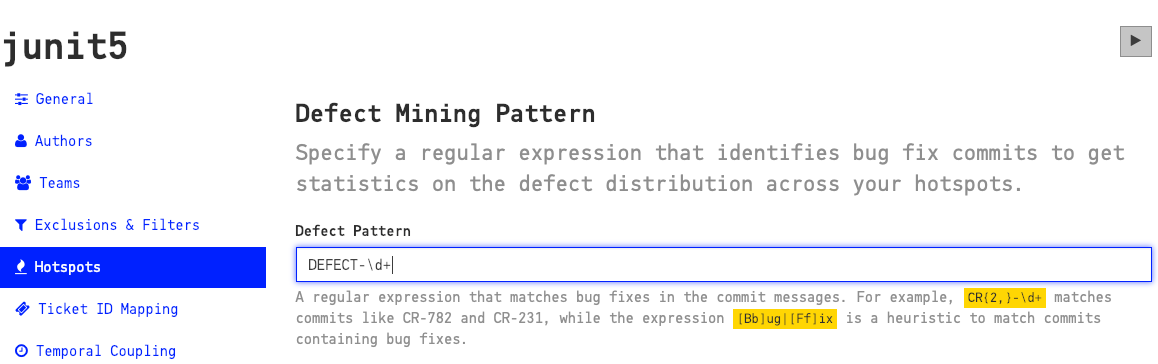 junit5
General
Authors
Teams
Exclusions & Filters
Hotspots
Ticket ID Mapping
Temporal Coupling
Defect Mining Pattern
Specify a regular expression that identifies bug fix commits to get
statistics on the defect distribution across your hotspots.
Defect Pattern
DEFECT-\d+
A regular expression that matches bug fixes in the commit messages. For example, CR{2,}-\d+ matches
commits like CR-782 and CR-231, while the expression [Bb]ug|[Ff]ix is a heuristic to match commits
containing bug fixes.